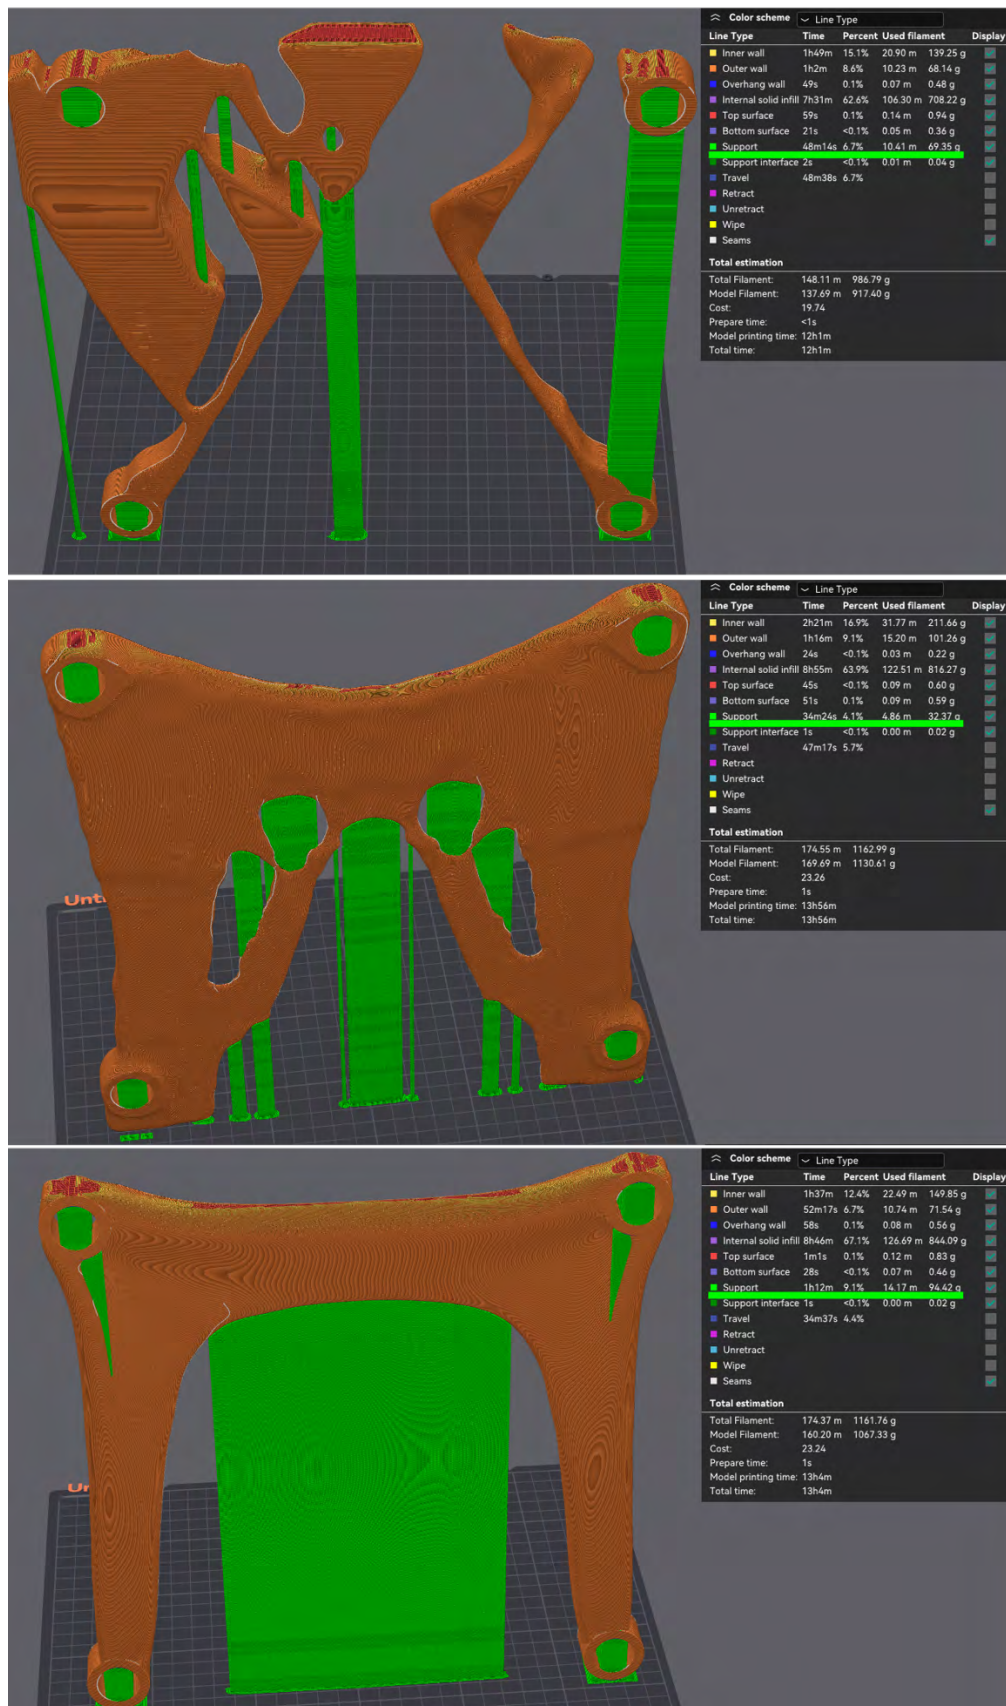 Color scheme Line Type
Line Type Time Percent Used filament Display
Inner wall 1h49m 15.1% 20.90 m 139.25 g
Outer wall 1h2m 8.6% 10.23 m 68.14 g
Overhang wall 49s 0.1% 0.07 m 0.48 g
Internal solid infill 7h31m 62.6% 106.30 m 708.22 g
Top surface 59s 0.1% 0.14 m 0.94 g
Bottom surface 21s <0.1% 0.05 m 0.36 g
Support 48m14s 6.7% 10.41 m 69.35 g
Support interface 2s <0.1% 0.01 m 0.04 g
Travel 48m38s 6.7%
Retract
Unretract
Wipe
Seams
Total estimation
Total Filament: 148.11 m 986.79 g
Model Filament: 137.69 m 917.40 g
Cost: 19.74
Prepare time: <1s
Model printing time: 12h1m
Total time: 12h1m
Color scheme Line Type
Line Type Time Percent Used filament Display
Inner wall 2h21m 16.9% 31.77 m 211.66 g
Outer wall 1h16m 9.1% 15.20 m 101.26 g
Overhang wall 24s <0.1% 0.03 m 0.22 g
Internal solid infill 8h55m 63.9% 122.51 m 816.27 g
Top surface 45s <0.1% 0.09 m 0.60 g
Bottom surface 51s 0.1% 0.09 m 0.59 g
Support 34m24s 4.1% 4.86 m 32.37 g
Support interface 1s <0.1% 0.00 m 0.02 g
Travel 47m17s 5.7%
Retract
Unretract
Wipe
Seams
Total estimation
Total Filament: 174.55 m 1162.99 g
Model Filament: 169.69 m 1130.61 g
Cost: 23.26
Prepare time: 1s
Model printing time: 13h56m
Total time: 13h56m
Unt
Color scheme Line Type
Line Type Time Percent Used filament Display
Inner wall 1h37m 12.4% 22.49 m 149.85 g
Outer wall 52m17s 6.7% 10.74 m 71.54 g
Overhang wall 58s 0.1% 0.08 m 0.56 g
Internal solid infill 8h46m 67.1% 126.69 m 844.09 g
Top surface 1m1s 0.1% 0.12 m 0.83 g
Bottom surface 28s <0.1% 0.07 m 0.46 g
Support 1h12m 9.1% 14.17 m 94.42 g
Support interface 1s <0.1% 0.00 m 0.02 g
Travel 34m37s 4.4%
Retract
Unretract
Wipe
Seams
Total estimation
Total Filament: 174.37 m 1161.76 g
Model Filament: 160.20 m 1067.33 g
Cost: 23.24
Prepare time: 1s
Model printing time: 13h4m
Total time: 13h4m
U